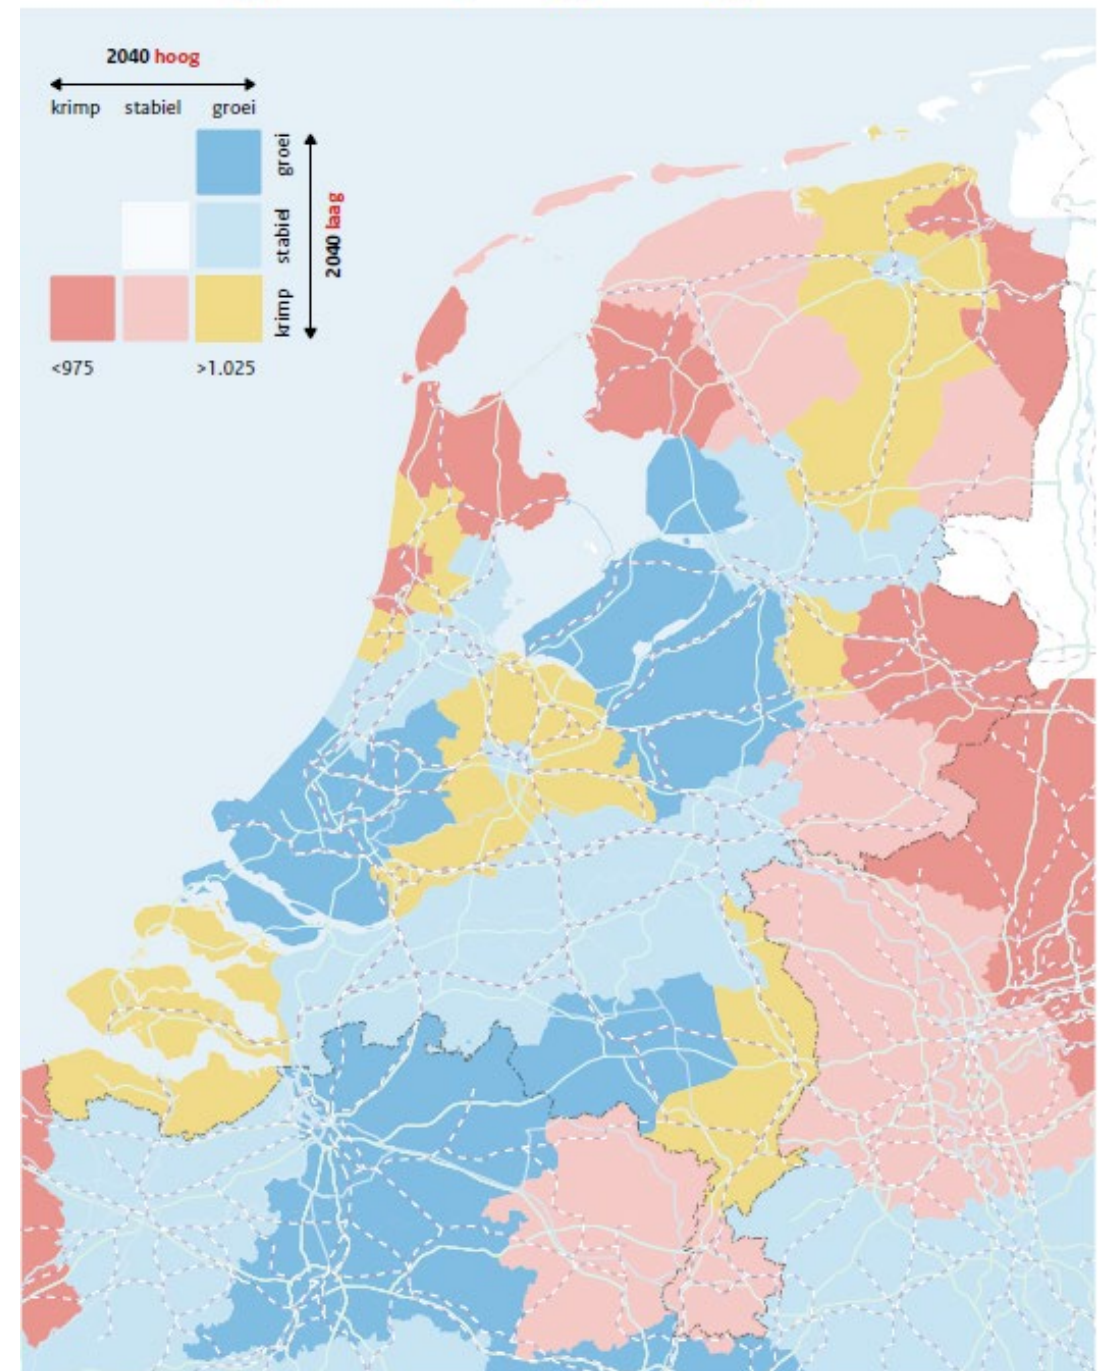 2040 hoog
krimp stabiel groei
groei
stabiel
krimp
2040 laag
<975 >1.025